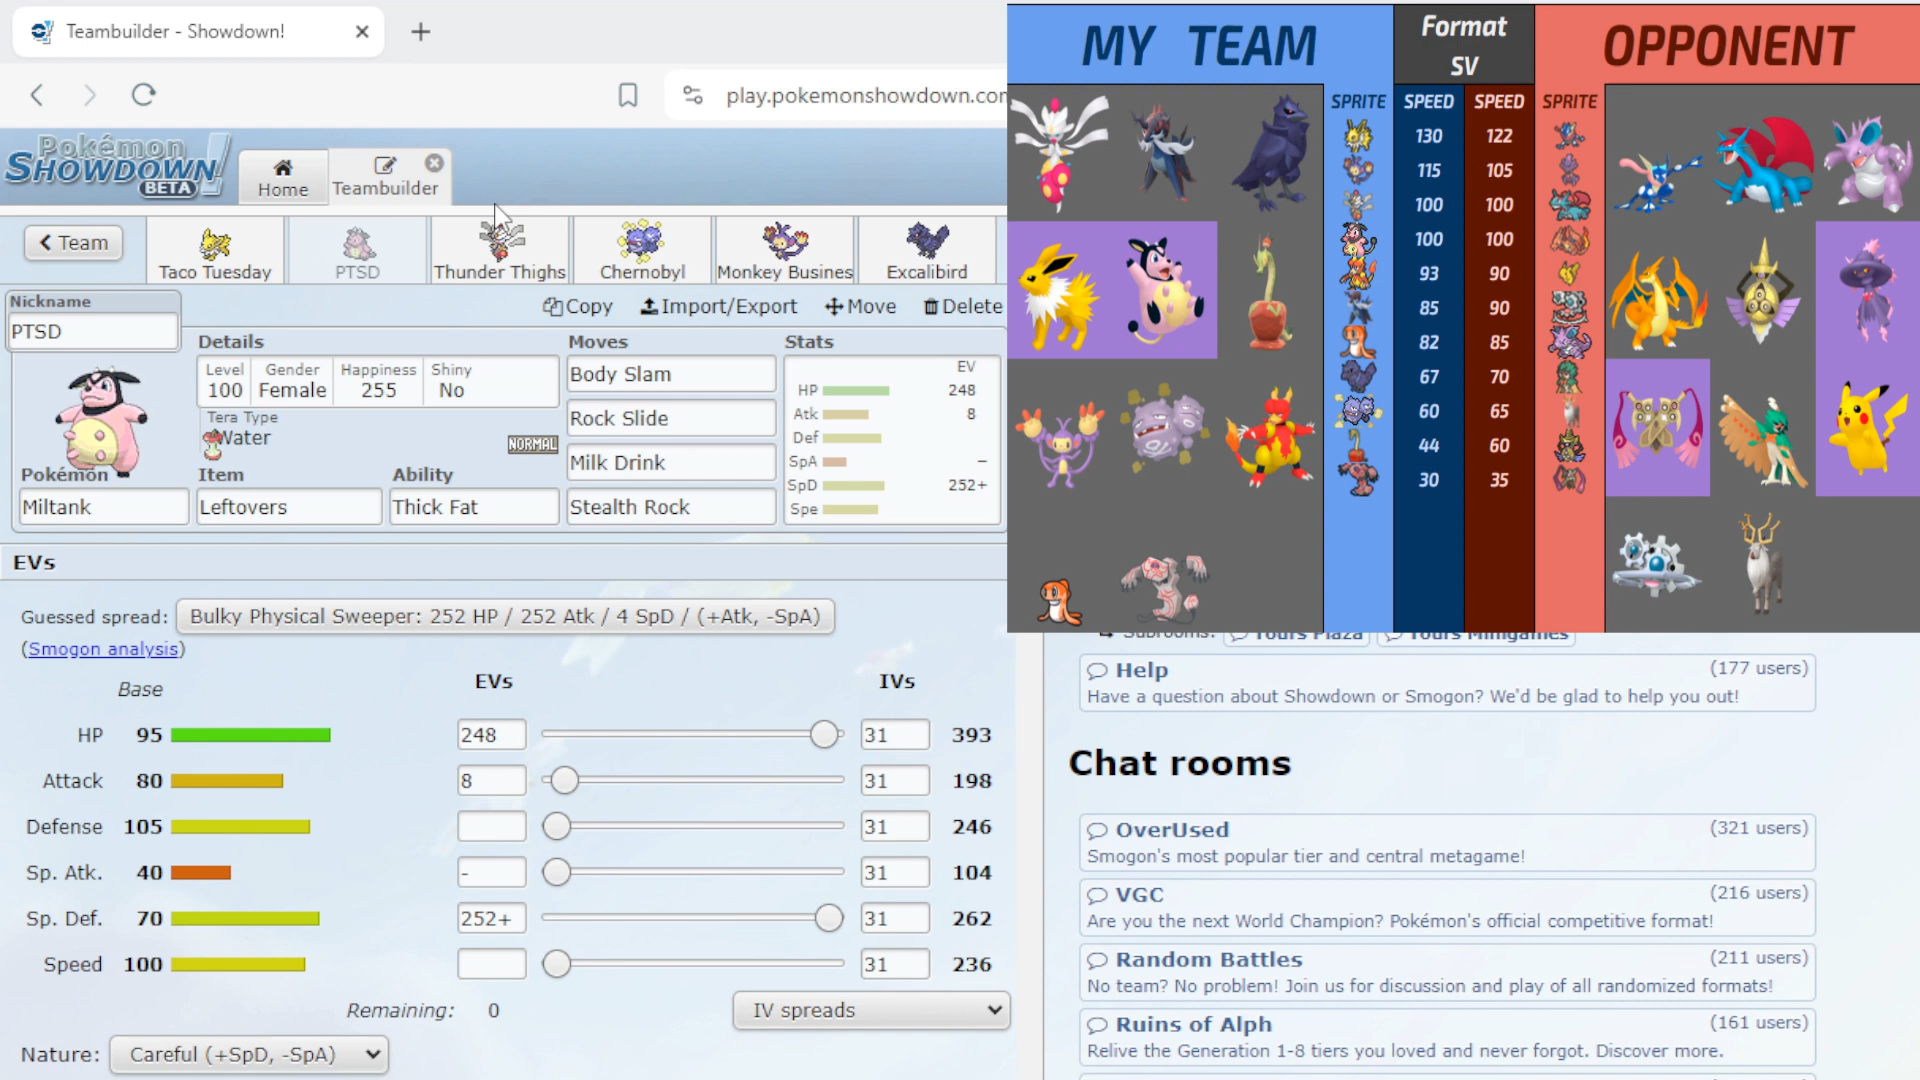 Teambuilder - Showdown!
play.pokemonshowdown.com
Pokémon
SHOWDOWN!
BETA
Home
Teambuilder
Team
Taco Tuesday
PTSD
Thunder Thighs
Chernobyl
Monkey Busines
Excalibird
Nickname
PTSD
Copy
Import/Export
Move
Delete
Details
Moves
Stats
Level
Gender
Happiness
Shiny
100
Female
255
No
Tera Type
Water
NORMAL
Pokémon
Miltank
Item
Leftovers
Ability
Thick Fat
Body Slam
Rock Slide
Milk Drink
Stealth Rock
EV
HP 248
Atk 8
Def
SpA –
SpD 252+
Spe
EVs
Guessed spread: Bulky Physical Sweeper: 252 HP / 252 Atk / 4 SpD / (+Atk, -SpA)
(Smogon analysis)
Base EVs IVs
HP 95 248 31 393
Attack 80 8 31 198
Defense 105 31 246
Sp. Atk. 40 - 31 104
Sp. Def. 70 252+ 31 262
Speed 100 31 236
Remaining: 0
IV spreads
Nature: Careful (+SpD, -SpA)
MY TEAM
Format
SV
OPPONENT
SPRITE SPEED SPEED SPRITE
130 122
115 105
100 100
100 100
93 90
85 90
82 85
67 70
60 65
44 60
30 35
Subrooms: Tours Plaza Tours Minigames
Help (177 users)
Have a question about Showdown or Smogon? We'd be glad to help you out!
Chat rooms
OverUsed (321 users)
Smogon's most popular tier and central metagame!
VGC (216 users)
Are you the next World Champion? Pokémon's official competitive format!
Random Battles (211 users)
No team? No problem! Join us for discussion and play of all randomized formats!
Ruins of Alph (161 users)
Relive the Generation 1-8 tiers you loved and never forgot. Discover more.